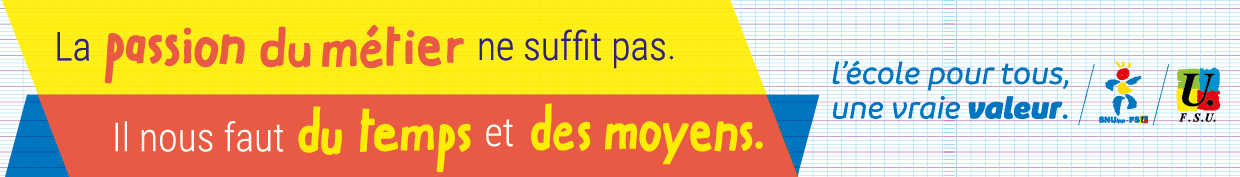 La passion du métier ne suffit pas.
Il nous faut du temps et des moyens.
l'école pour tous,
une vraie valeur.
SNUipp-FSU
U.
F.S.U.